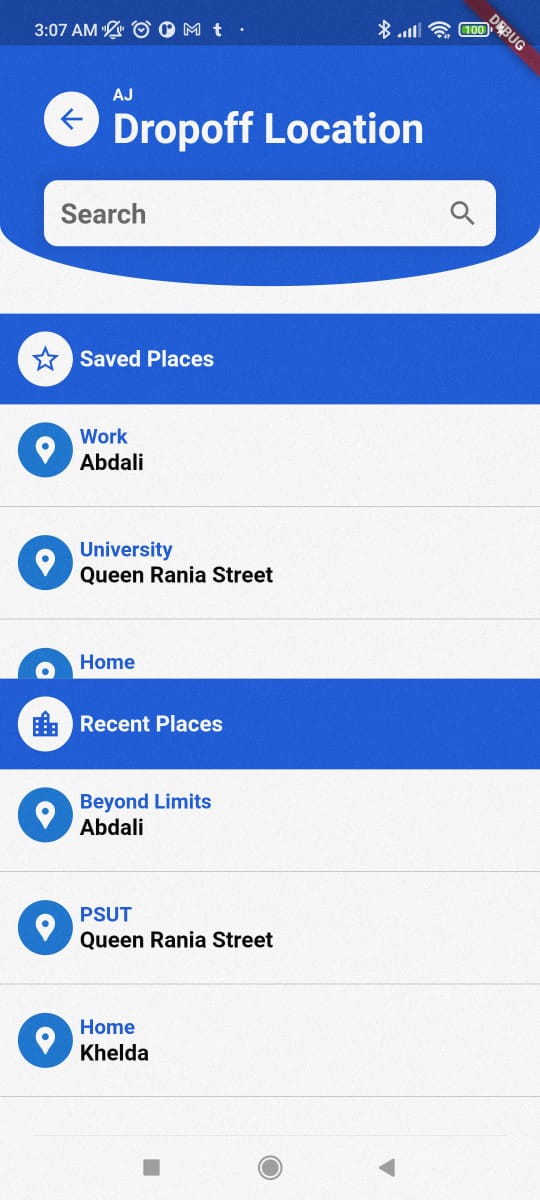 3:07 AM
100
DEBUG
AJ
Dropoff Location
Search
Saved Places
Work
Abdali
University
Queen Rania Street
Home
Recent Places
Beyond Limits
Abdali
PSUT
Queen Rania Street
Home
Khelda